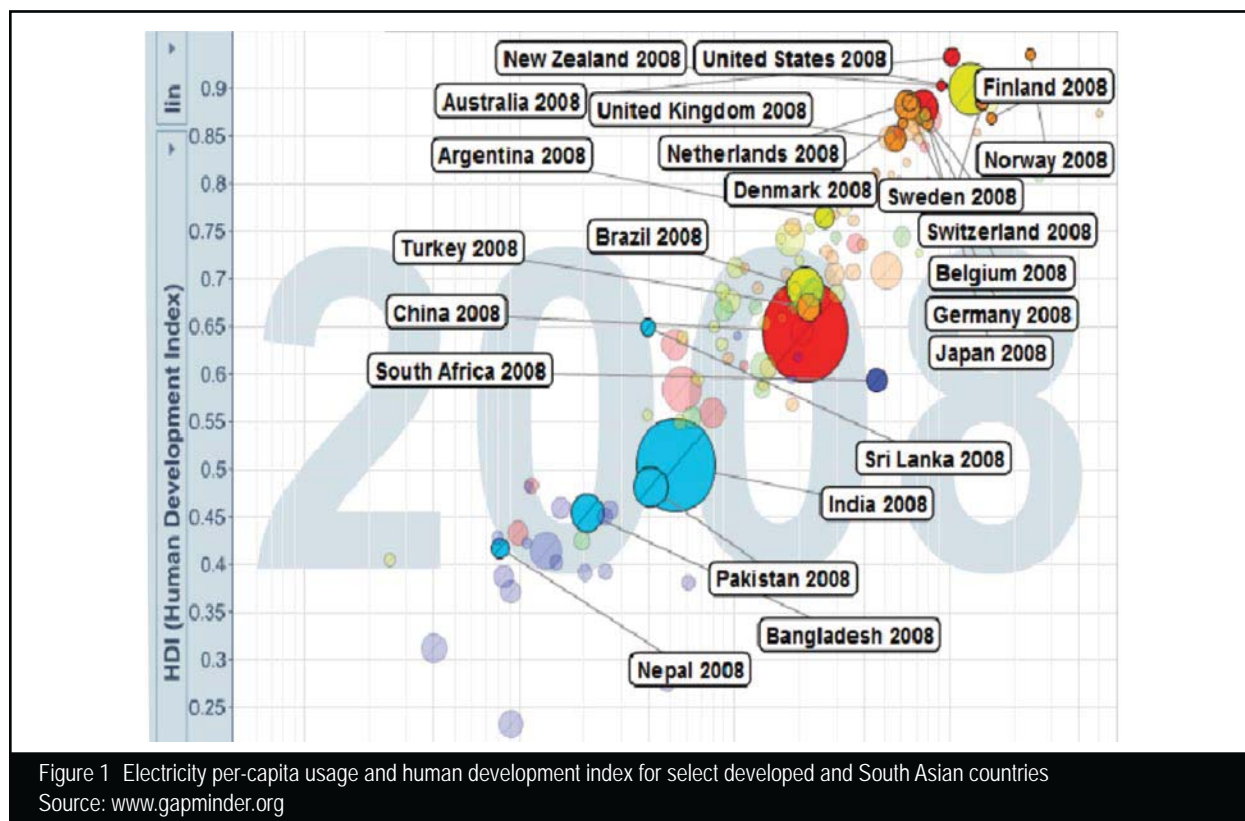 lin
HDI (Human Development Index)
0.9
0.85
0.8
0.75
0.7
0.65
0.6
0.55
0.5
0.45
0.4
0.35
0.3
0.25
2008
New Zealand 2008
United States 2008
Australia 2008
United Kingdom 2008
Finland 2008
Argentina 2008
Netherlands 2008
Norway 2008
Denmark 2008
Sweden 2008
Turkey 2008
Brazil 2008
Switzerland 2008
Belgium 2008
China 2008
Germany 2008
Japan 2008
South Africa 2008
Sri Lanka 2008
India 2008
Pakistan 2008
Bangladesh 2008
Nepal 2008
Figure 1 Electricity per-capita usage and human development index for select developed and South Asian countries
Source: www.gapminder.org